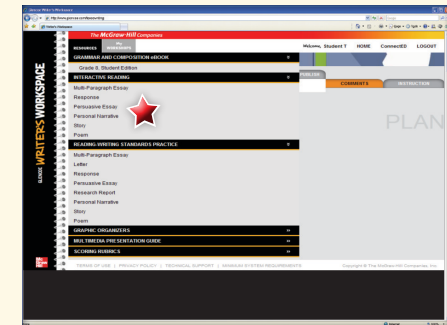 The McGraw-Hill Companies
RESOURCES
My WORKSHOPS
Welcome, Student T HOME ConnectED LOGOUT
GRAMMAR AND COMPOSITION eBOOK
Grade 8, Student Edition
INTERACTIVE READING
PUBLISH
COMMENTS INSTRUCTION
Multi-Paragraph Essay
Response
Persuasive Essay
Personal Narrative
Story
Poem
PLAN
READING-WRITING STANDARDS PRACTICE
Multi-Paragraph Essay
Letter
Response
Persuasive Essay
Research Report
Personal Narrative
Story
Poem
GRAPHIC ORGANIZERS
MULTIMEDIA PRESENTATION GUIDE
SCORING RUBRICS
TERMS OF USE | PRIVACY POLICY | TECHNICAL SUPPORT | MINIMUM SYSTEM REQUIREMENTS
Copyright © The McGraw-Hill Companies, Inc.
GLENCOE WRITER'S WORKSPACE